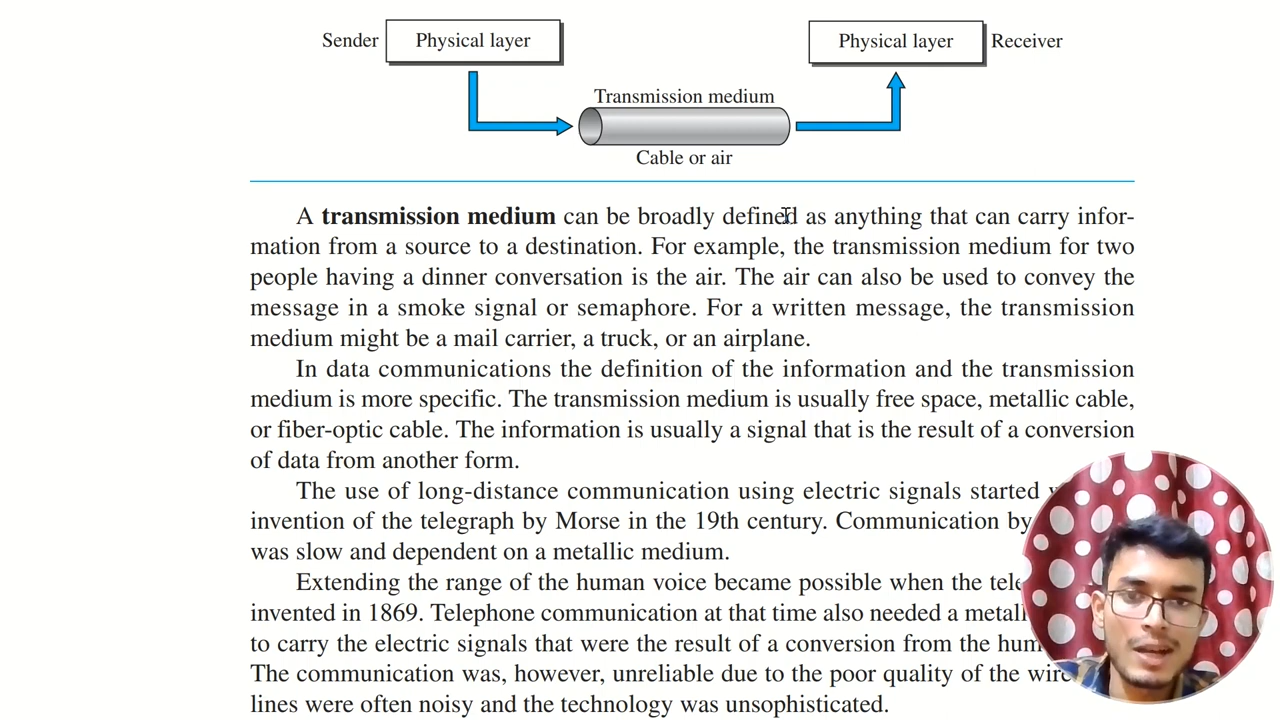 Sender Physical layer Physical layer Receiver
Transmission medium
Cable or air
A transmission medium can be broadly defined as anything that can carry infor-
mation from a source to a destination. For example, the transmission medium for two
people having a dinner conversation is the air. The air can also be used to convey the
message in a smoke signal or semaphore. For a written message, the transmission
medium might be a mail carrier, a truck, or an airplane.
In data communications the definition of the information and the transmission
medium is more specific. The transmission medium is usually free space, metallic cable,
or fiber-optic cable. The information is usually a signal that is the result of a conversion
of data from another form.
The use of long-distance communication using electric signals started
invention of the telegraph by Morse in the 19th century. Communication by
was slow and dependent on a metallic medium.
Extending the range of the human voice became possible when the
invented in 1869. Telephone communication at that time also needed a
to carry the electric signals that were the result of a conversion from the
The communication was, however, unreliable due to the poor quality of the
lines were often noisy and the technology was unsophisticated.